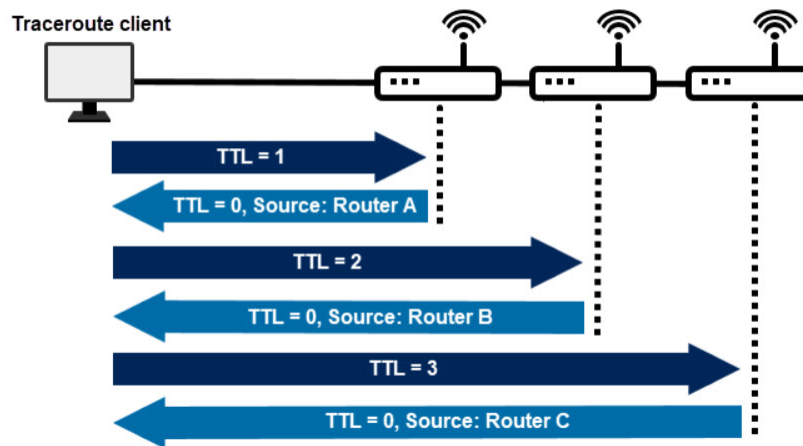 Traceroute client
TTL = 1
TTL = 0, Source: Router A
TTL = 2
TTL = 0, Source: Router B
TTL = 3
TTL = 0, Source: Router C